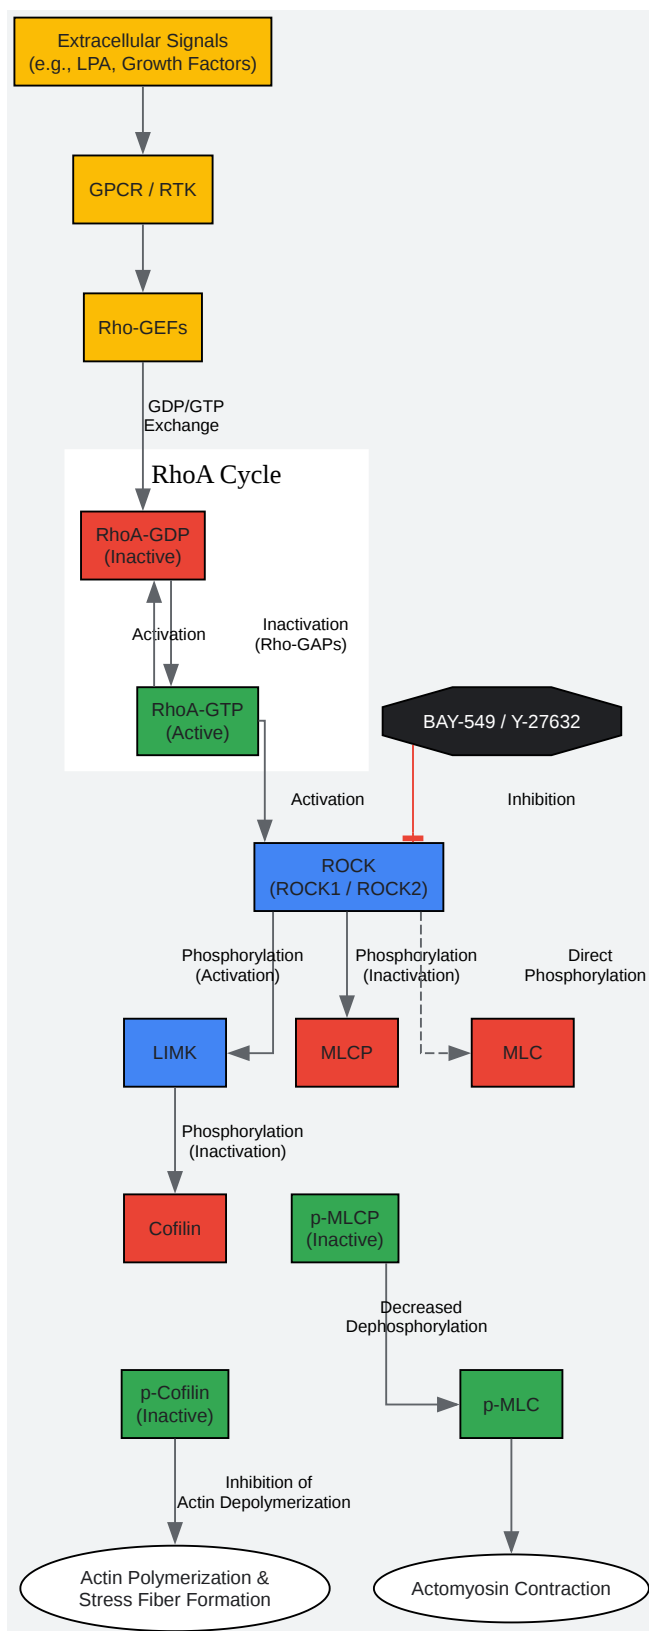 Extracellular Signals
(e.g., LPA, Growth Factors)
GPCR / RTK
Rho-GEFs
GDP/GTP
Exchange
RhoA Cycle
RhoA-GDP
(Inactive)
Activation
Inactivation
(Rho-GAPs)
RhoA-GTP
(Active)
BAY-549 / Y-27632
Activation
Inhibition
ROCK
(ROCK1 / ROCK2)
Phosphorylation
(Activation)
Phosphorylation
(Inactivation)
Direct
Phosphorylation
LIMK
MLCP
MLC
Phosphorylation
(Inactivation)
Cofilin
p-MLCP
(Inactive)
Decreased
Dephosphorylation
p-Cofilin
(Inactive)
p-MLC
Inhibition of
Actin Depolymerization
Actin Polymerization &
Stress Fiber Formation
Actomyosin Contraction